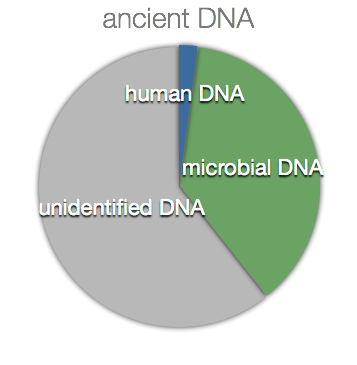 ancient DNA
human DNA
microbial DNA
unidentified DNA